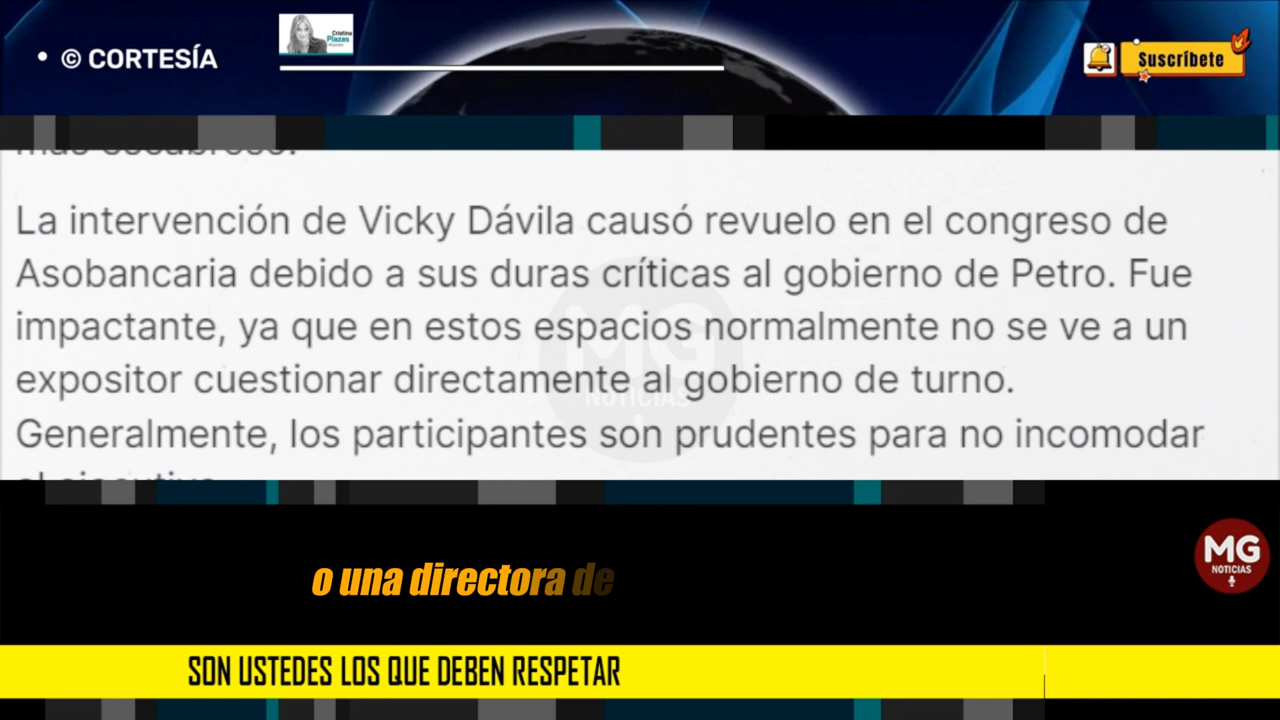 • © CORTESÍA
Cristina
Plazas
Suscríbete
La intervención de Vicky Dávila causó revuelo en el congreso de
Asobancaria debido a sus duras críticas al gobierno de Petro. Fue
impactante, ya que en estos espacios normalmente no se ve a un
expositor cuestionar directamente al gobierno de turno.
Generalmente, los participantes son prudentes para no incomodar
MG
NOTICIAS
o una directora de
MG
NOTICIAS
SON USTEDES LOS QUE DEBEN RESPETAR